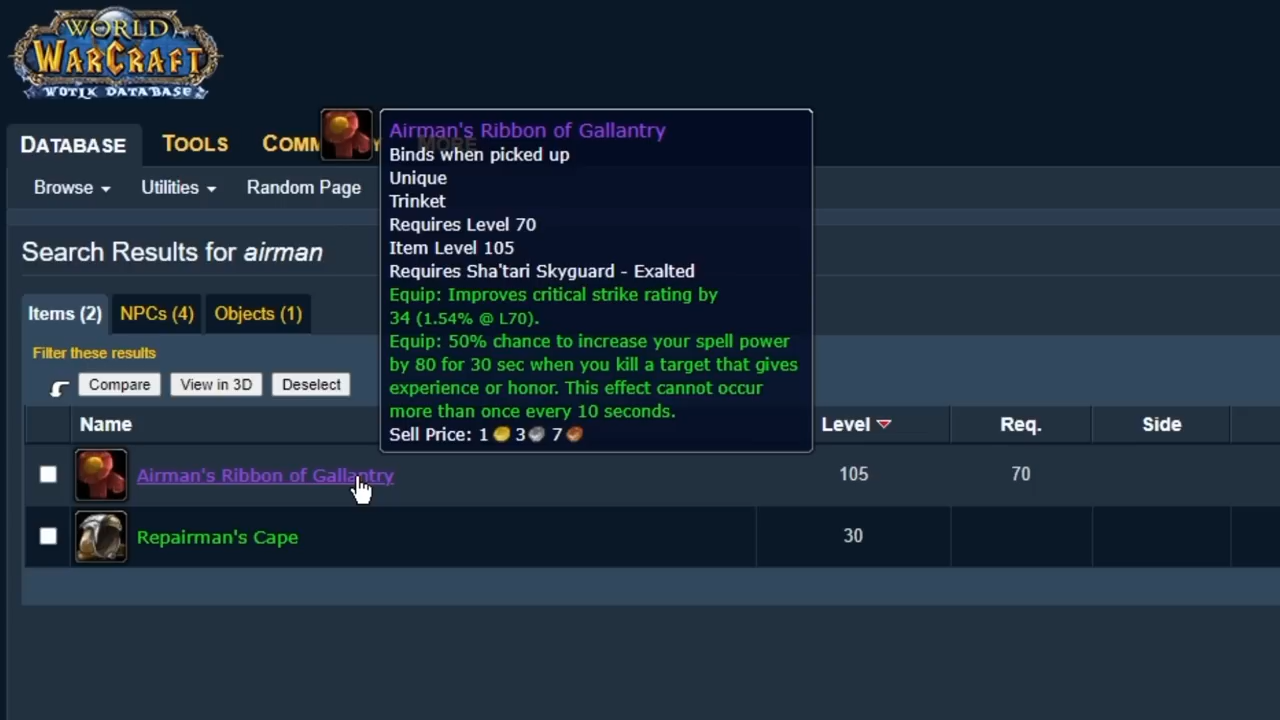 WORLD
WARCRAFT
WOTLK DATABASE
DATABASE
TOOLS
MORE
Browse
Utilities
Random Page
Airman's Ribbon of Gallantry
Binds when picked up
Unique
Trinket
Requires Level 70
Item Level 105
Requires Sha'tari Skyguard - Exalted
Equip: Improves critical strike rating by
34 (1.54% @ L70).
Equip: 50% chance to increase your spell power
by 80 for 30 sec when you kill a target that gives
experience or honor. This effect cannot occur
more than once every 10 seconds.
Sell Price: 1 3 7
Search Results for airman
Items (2)
NPCs (4)
Objects (1)
Filter these results
Compare
View in 3D
Deselect
Name
Level
Req.
Side
Airman's Ribbon of Gallantry
105
70
Repairman's Cape
30